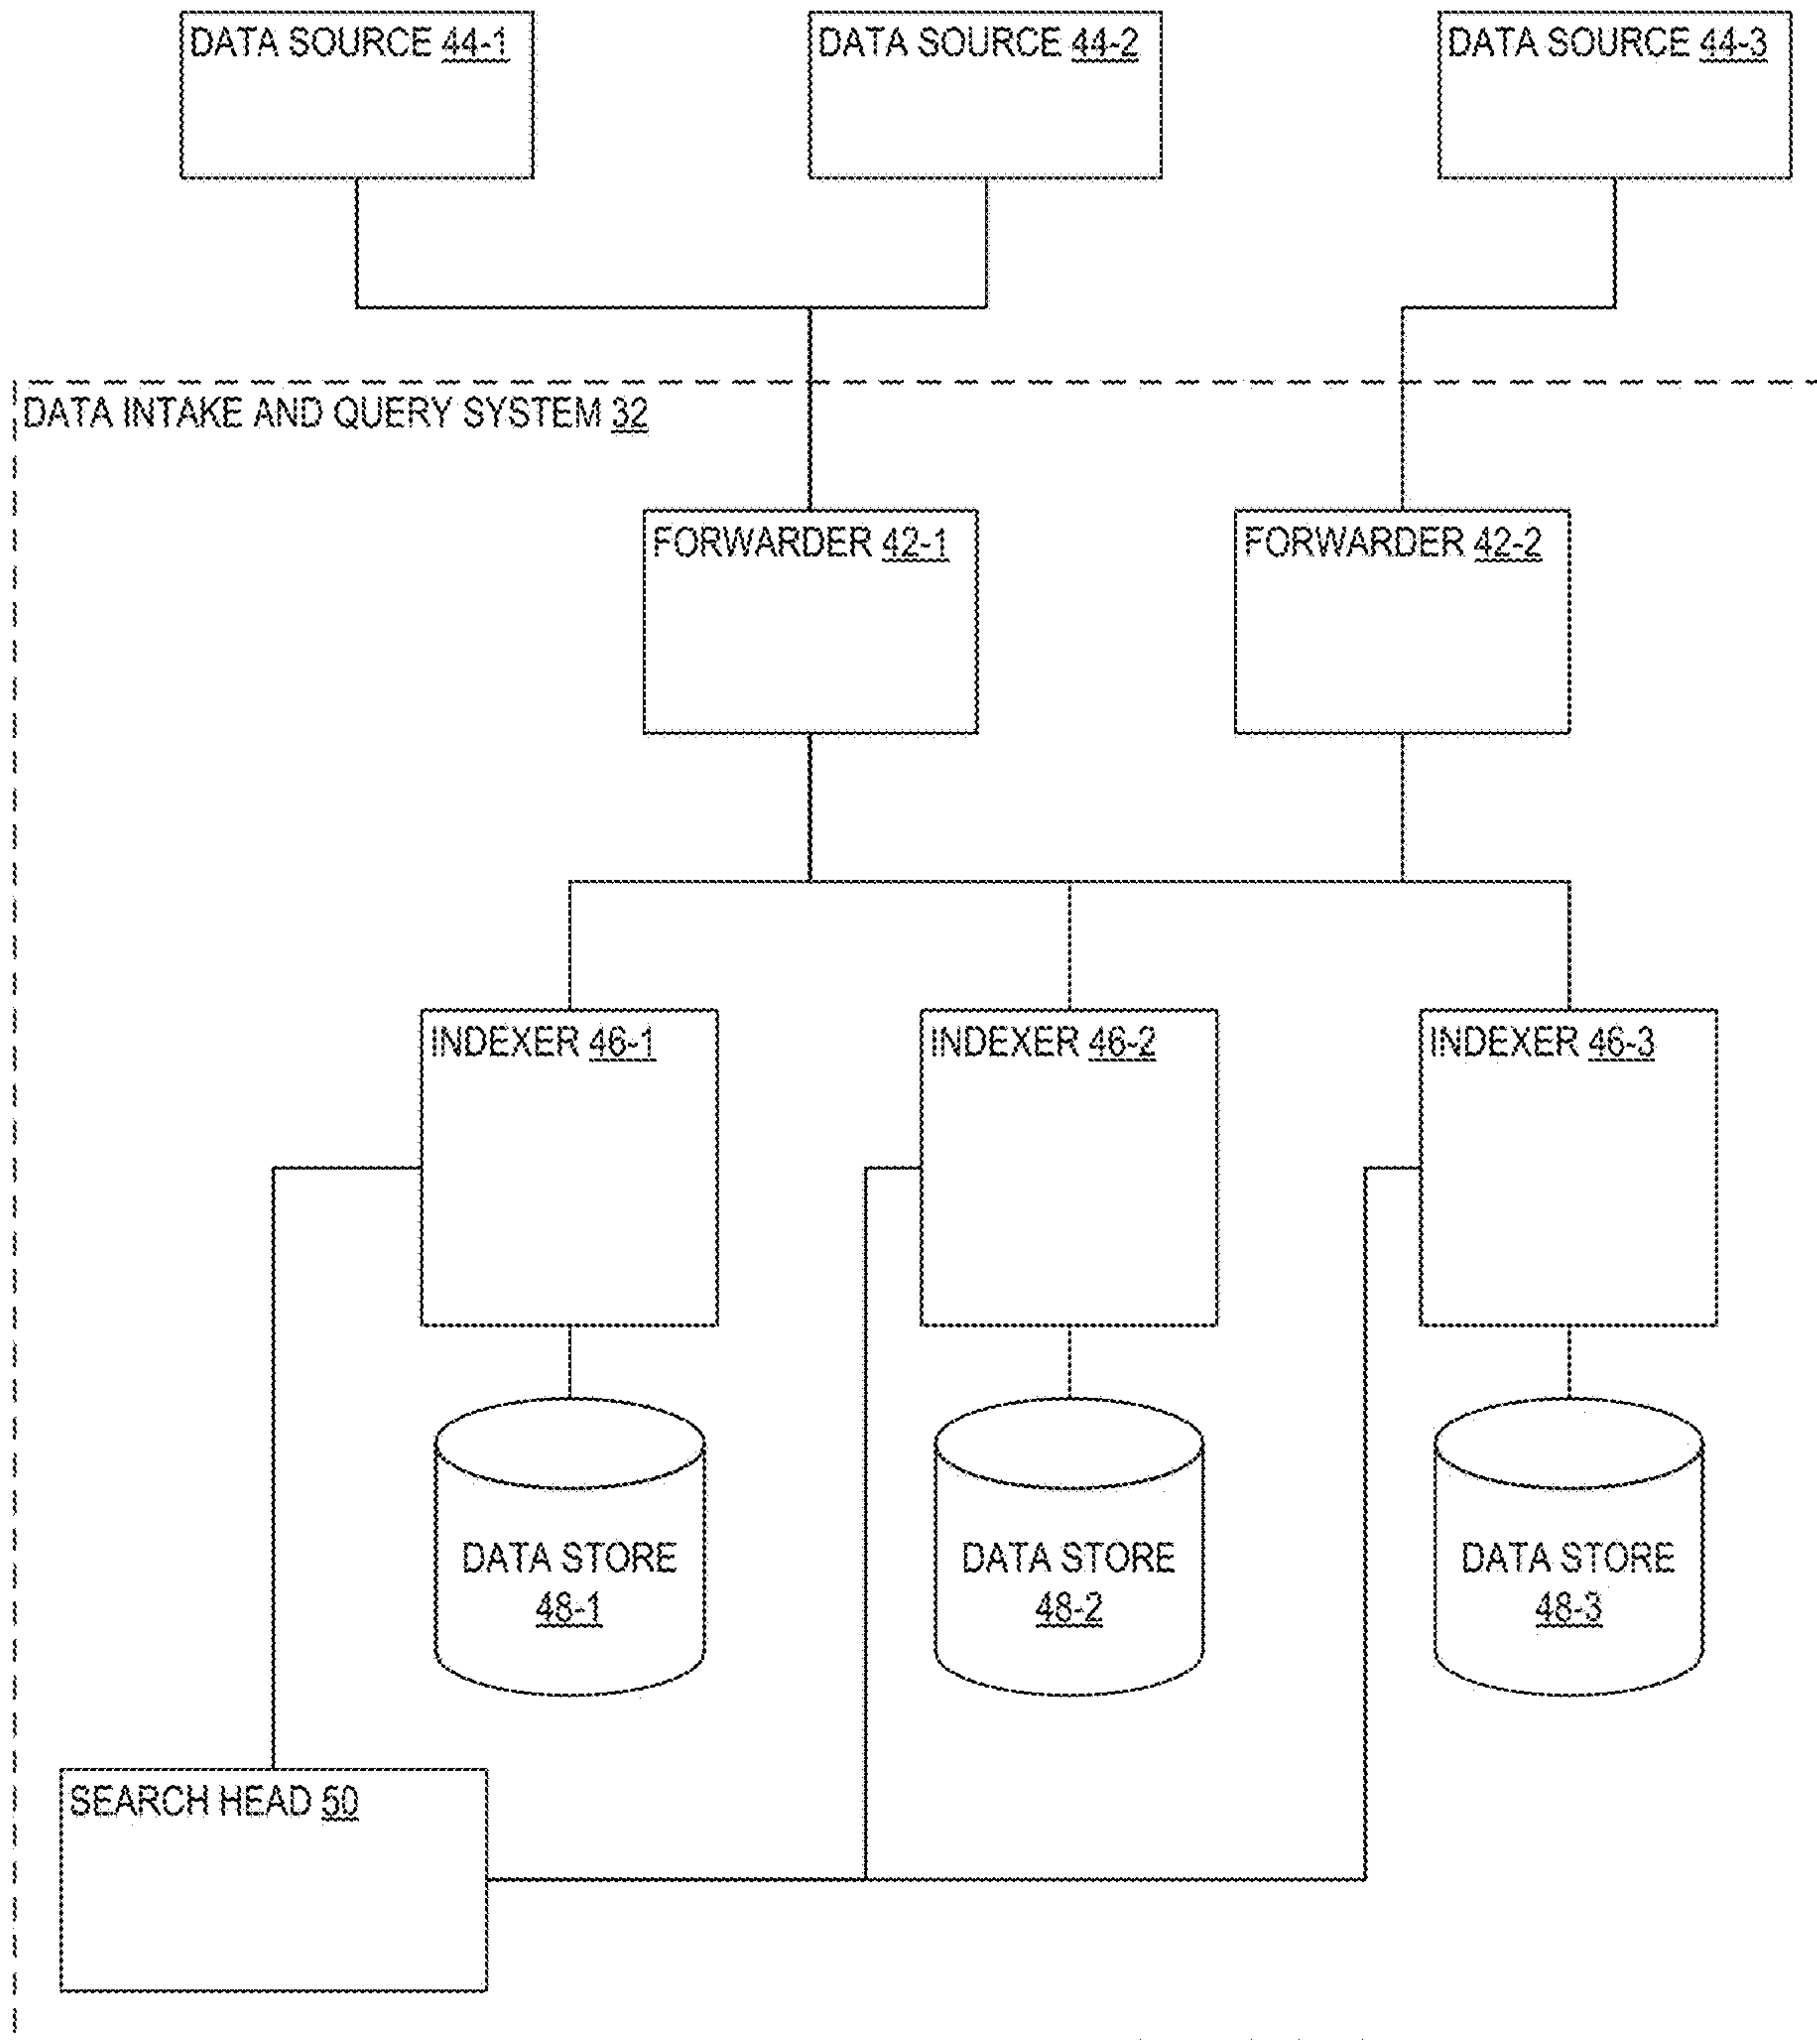 DATA SOURCE 44-1
DATA SOURCE 44-2
DATA SOURCE 44-3
DATA INTAKE AND QUERY SYSTEM 32
FORWARDER 42-1
FORWARDER 42-2
INDEXER 46-1
INDEXER 46-2
INDEXER 46-3
DATA STORE
48-1
DATA STORE
48-2
DATA STORE
48-3
SEARCH HEAD 50